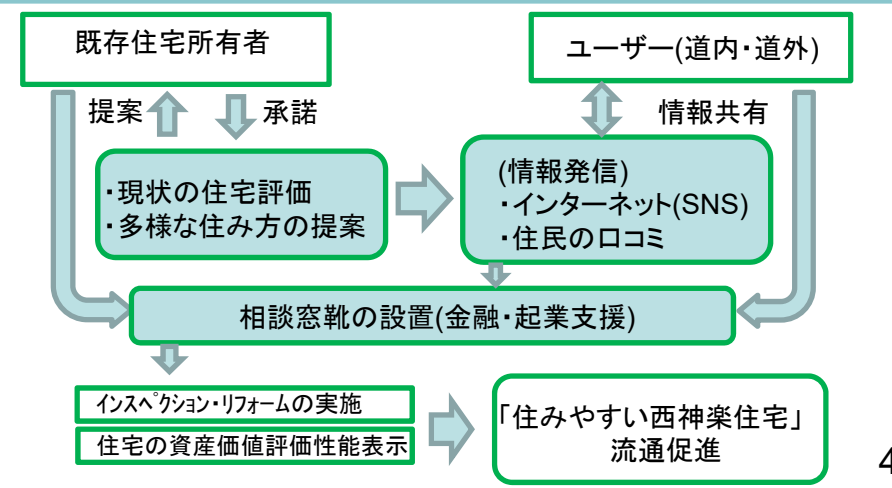 既存住宅所有者
ユーザー(道内・道外)
提案
承諾
情報共有
・現状の住宅評価
・多様な住み方の提案
(情報発信)
・インターネット(SNS)
・住民の口コミ
相談窓靴の設置(金融・起業支援)
インスペクション・リフォームの実施
住宅の資産価値評価性能表示
「住みやすい西神楽住宅」
流通促進
4